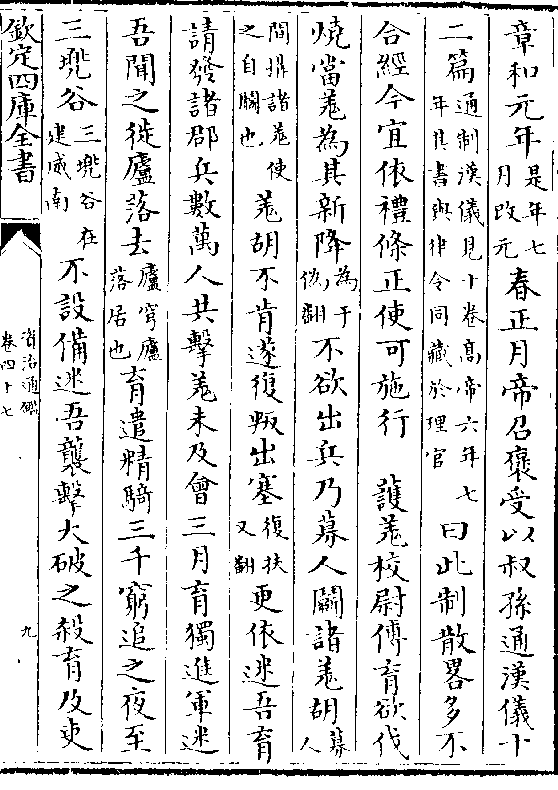 章和元年是年七月改元春正月帝召褒受以叔孫通漢儀十
二篇通制漢儀見十卷高帝六年七年其書與律令同藏於理官曰此制散畧多不
合經今宜依禮條正使可施行　護羌校尉傅育欲伐
燒當羌為其新降為于偽翻不欲出兵乃募人鬭諸羌胡募人
間搆諸羌使之自鬭也羌胡不肯遂復叛出塞復扶又翻更依迷吾育
請發諸郡兵數萬人共擊羌未及會三月育獨進軍迷
吾聞之徙廬落去廬穹廬落居也育遣精騎三千窮追之夜至
三兠谷三兠谷在建威南不設備迷吾襲擊大破之殺育及吏
欽定四庫全書
資治通鑑
卷四十七
九